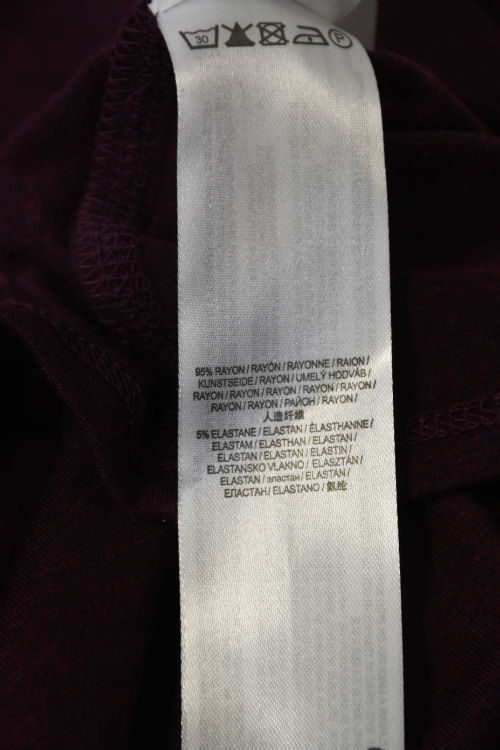 30 P
95% RAYON / RAYÓN / RAYONNE / RAION /
KUNSTSEIDE / RAYON / UMELÝ HODVÁB /
RAYON / RAYON / RAYON / RAYON / RAYON /
RAYON / RAYON / РАЙОН / RAYON /
人造纤维
5% ELASTANE / ELASTAN / ÉLASTHANNE /
ELASTAM / ELASTHAN / ELASTAN /
ELASTAN / ELASTAN / ELASTIN /
ELASTANSKO VLAKNO / ELASZTÁN /
ELASTAN / эластан / ELASTAN /
ЕЛАСТАН / ELASTANO / 氨纶